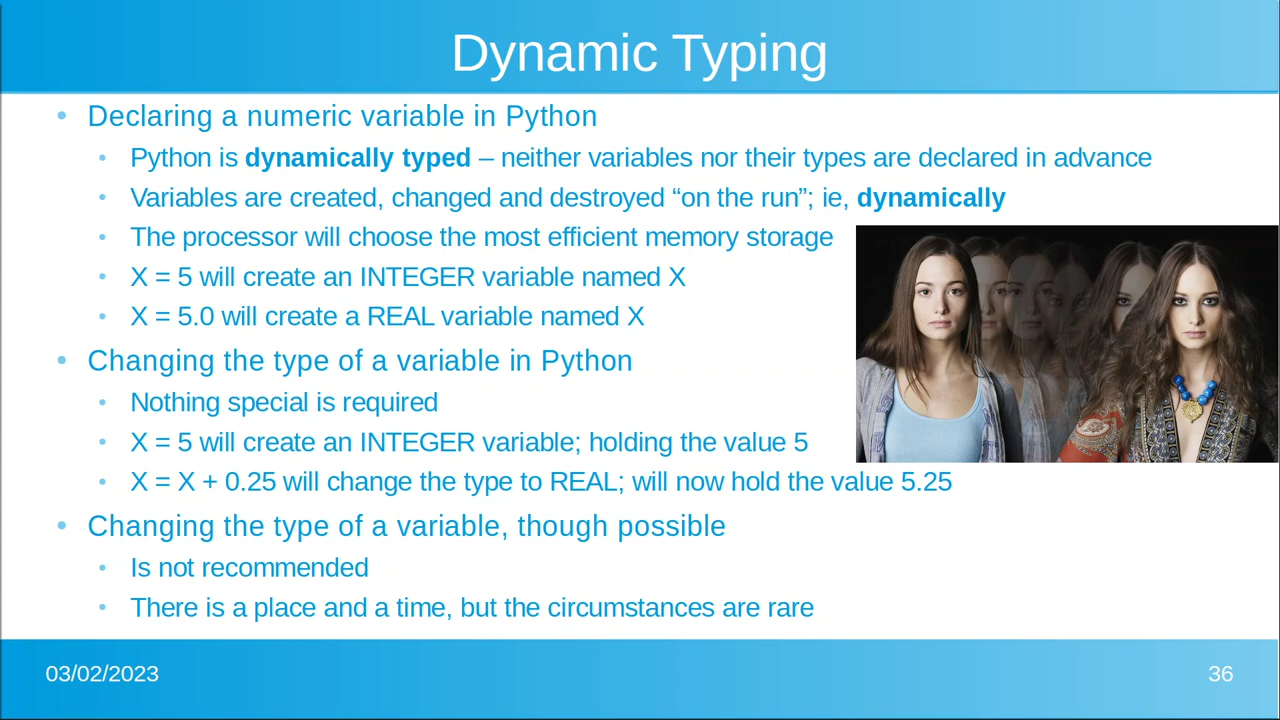 Dynamic Typing
• Declaring a numeric variable in Python
• Python is dynamically typed – neither variables nor their types are declared in advance
• Variables are created, changed and destroyed “on the run”; ie, dynamically
• The processor will choose the most efficient memory storage
• X = 5 will create an INTEGER variable named X
• X = 5.0 will create a REAL variable named X
• Changing the type of a variable in Python
• Nothing special is required
• X = 5 will create an INTEGER variable; holding the value 5
• X = X + 0.25 will change the type to REAL; will now hold the value 5.25
• Changing the type of a variable, though possible
• Is not recommended
• There is a place and a time, but the circumstances are rare
03/02/2023
36